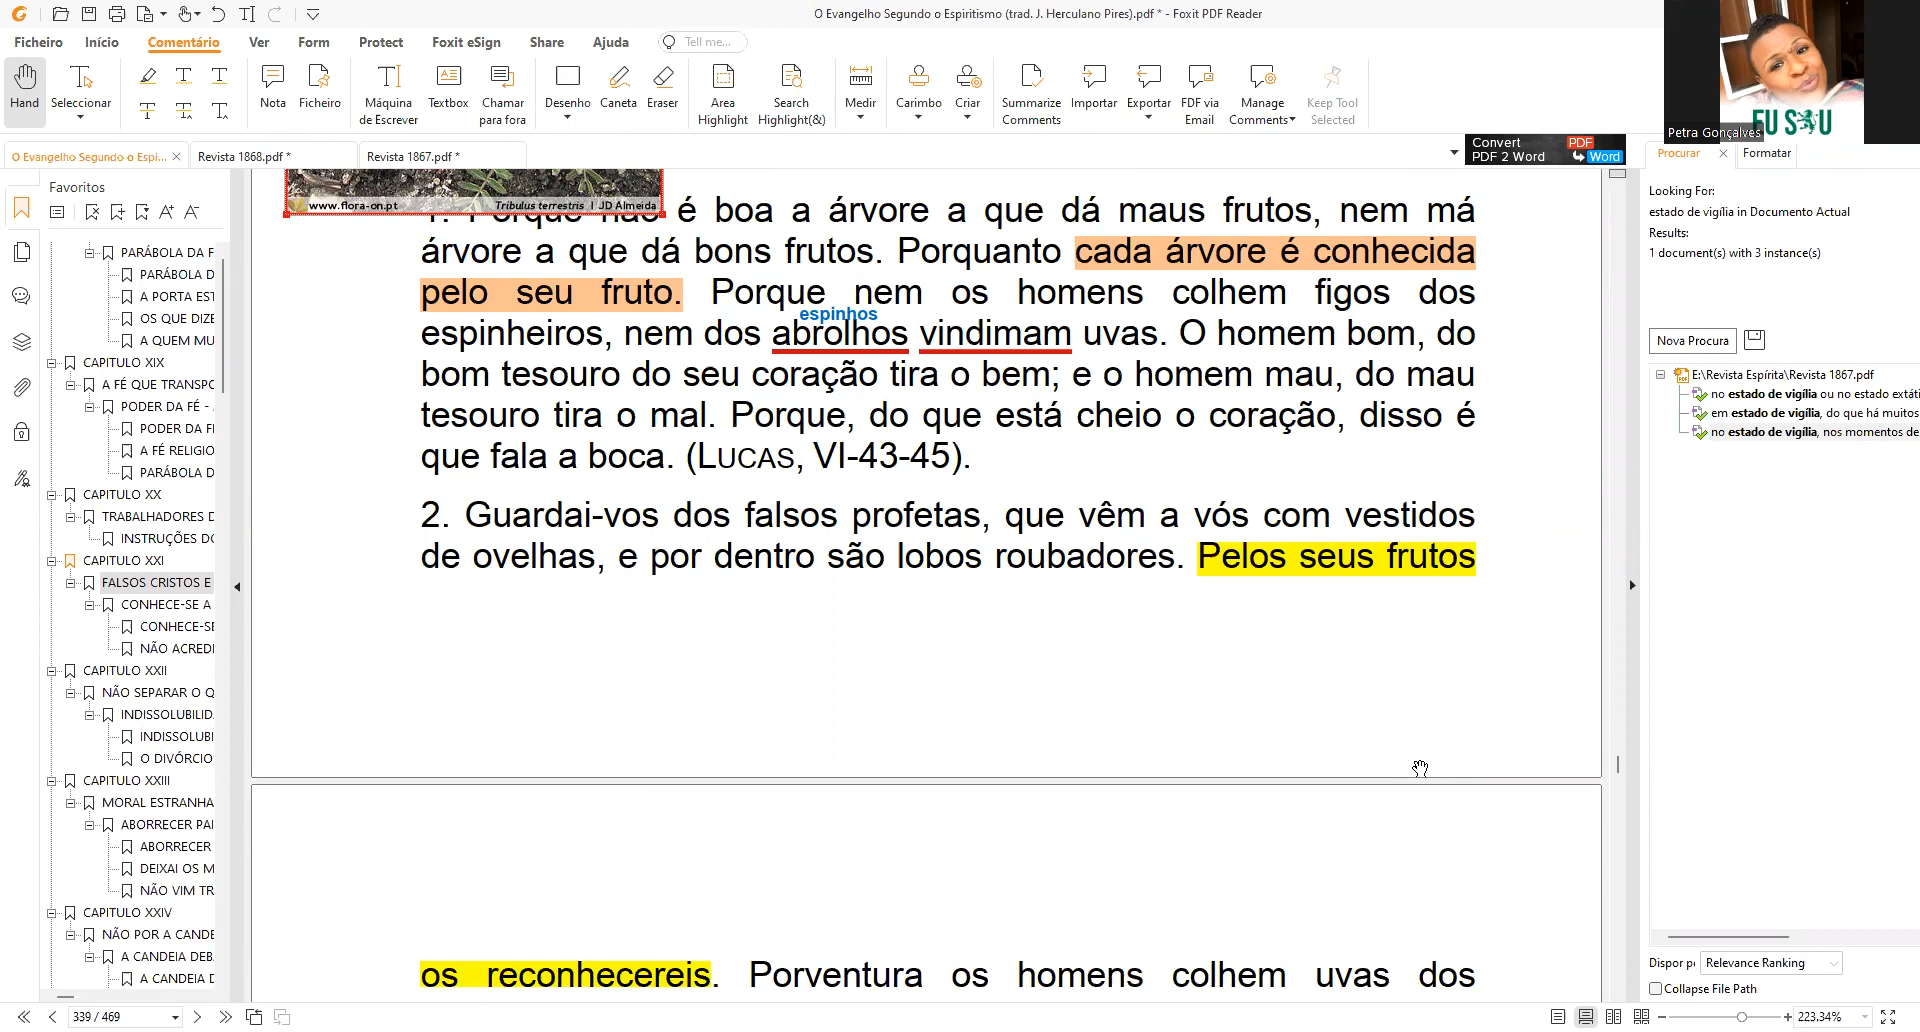 O Evangelho Segundo o Espiritismo (trad. J. Herculano Pires).pdf * - Foxit PDF Reader
Ficheiro Início Comentário Ver Form Protect Foxit eSign Share Ajuda Tell me...
Hand Seleccionar Nota Ficheiro Máquina de Escrever Textbox Chamar para fora Desenho Caneta Eraser Area Highlight Search Highlight(&) Medir Carimbo Criar Summarize Comments Importar Exportar FDF via Email Manage Comments Keep Tool Selected
Petra Gonçalves
O Evangelho Segundo o Espi... Revista 1868.pdf * Revista 1867.pdf *
Convert PDF
PDF 2 Word Word
Procurar Formatar
Favoritos
PARÁBOLA DA F
PARÁBOLA D
A PORTA EST
OS QUE DIZE
A QUEM MU
CAPITULO XIX
A FÉ QUE TRANSPO
PODER DA FÉ -
PODER DA FÉ
A FÉ RELIGIO
PARÁBOLA D
CAPITULO XX
TRABALHADORES D
INSTRUÇÕES DO
CAPITULO XXI
FALSOS CRISTOS E
CONHECE-SE A
CONHECE-SE
NÃO ACREDI
CAPITULO XXII
NÃO SEPARAR O Q
INDISSOLUBILID
INDISSOLUBI
O DIVÓRCIO
CAPITULO XXIII
MORAL ESTRANHA
ABORRECER PAI
ABORRECER
DEIXAI OS M
NÃO VIM TR
CAPITULO XXIV
NÃO POR A CANDE
A CANDEIA DEB
A CANDEIA D
www.flora-on.pt Tribulus terrestris | JD Almeida
1. Porque não é boa a árvore a que dá maus frutos, nem má
árvore a que dá bons frutos. Porquanto cada árvore é conhecida
pelo seu fruto. Porque nem os homens colhem figos dos
espinhos
espinheiros, nem dos abrolhos vindimam uvas. O homem bom, do
bom tesouro do seu coração tira o bem; e o homem mau, do mau
tesouro tira o mal. Porque, do que está cheio o coração, disso é
que fala a boca. (LUCAS, VI-43-45).
2. Guardai-vos dos falsos profetas, que vêm a vós com vestidos
de ovelhas, e por dentro são lobos roubadores. Pelos seus frutos
os reconhecereis. Porventura os homens colhem uvas dos
Looking For:
estado de vigília in Documento Actual
Results:
1 document(s) with 3 instance(s)
Nova Procura
E:\Revista Espírita\Revista 1867.pdf
no estado de vigília ou no estado extáti
em estado de vigília, do que há muitos
no estado de vigília, nos momentos de
Dispor p Relevance Ranking
Collapse File Path
339 / 469
223,34%